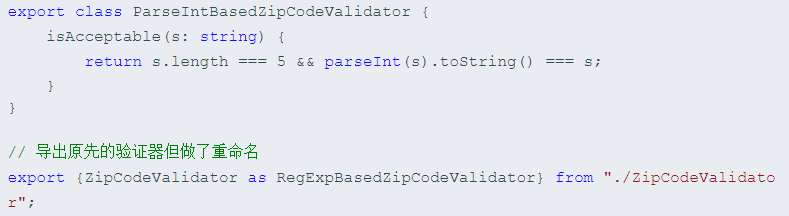 export class ParseIntBasedZipCodeValidator {
    isAcceptable(s: string) {
        return s.length === 5 && parseInt(s).toString() === s;
    }
}
// 导出原先的验证器但做了重命名
export {ZipCodeValidator as RegExpBasedZipCodeValidator} from "./ZipCodeValidato
r";